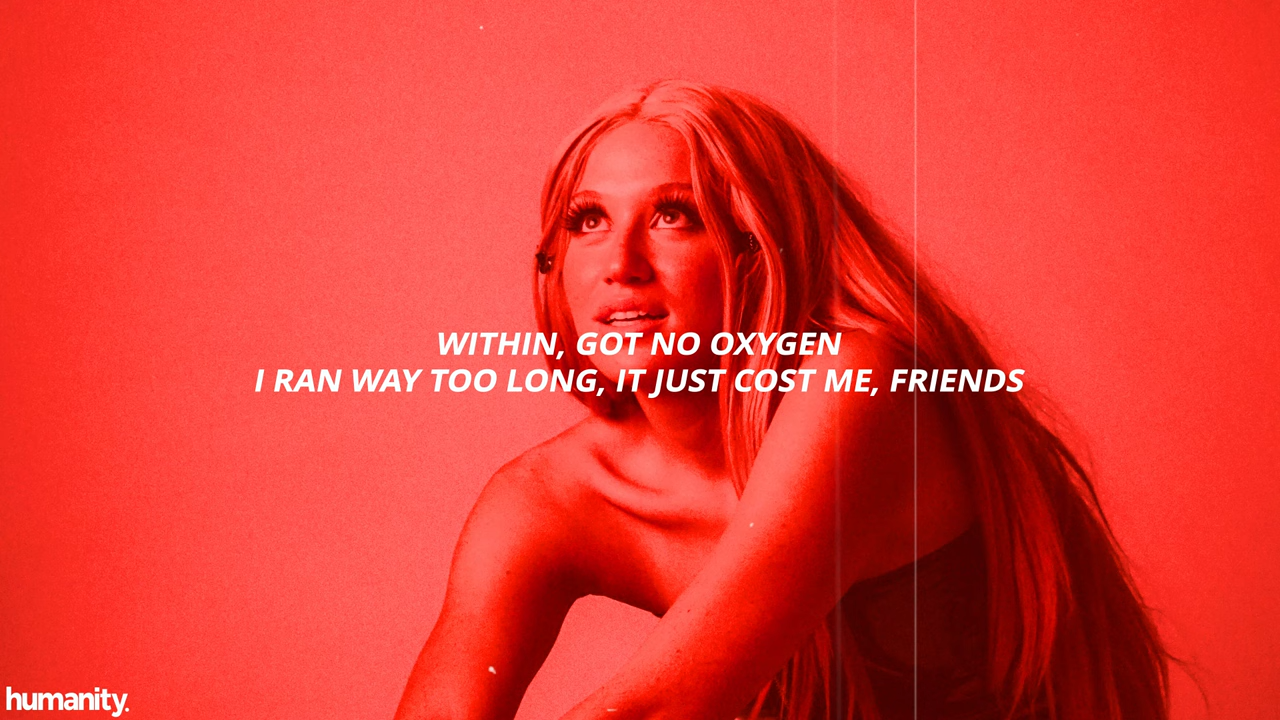 WITHIN, GOT NO OXYGEN
I RAN WAY TOO LONG, IT JUST COST ME, FRIENDS
humanity.